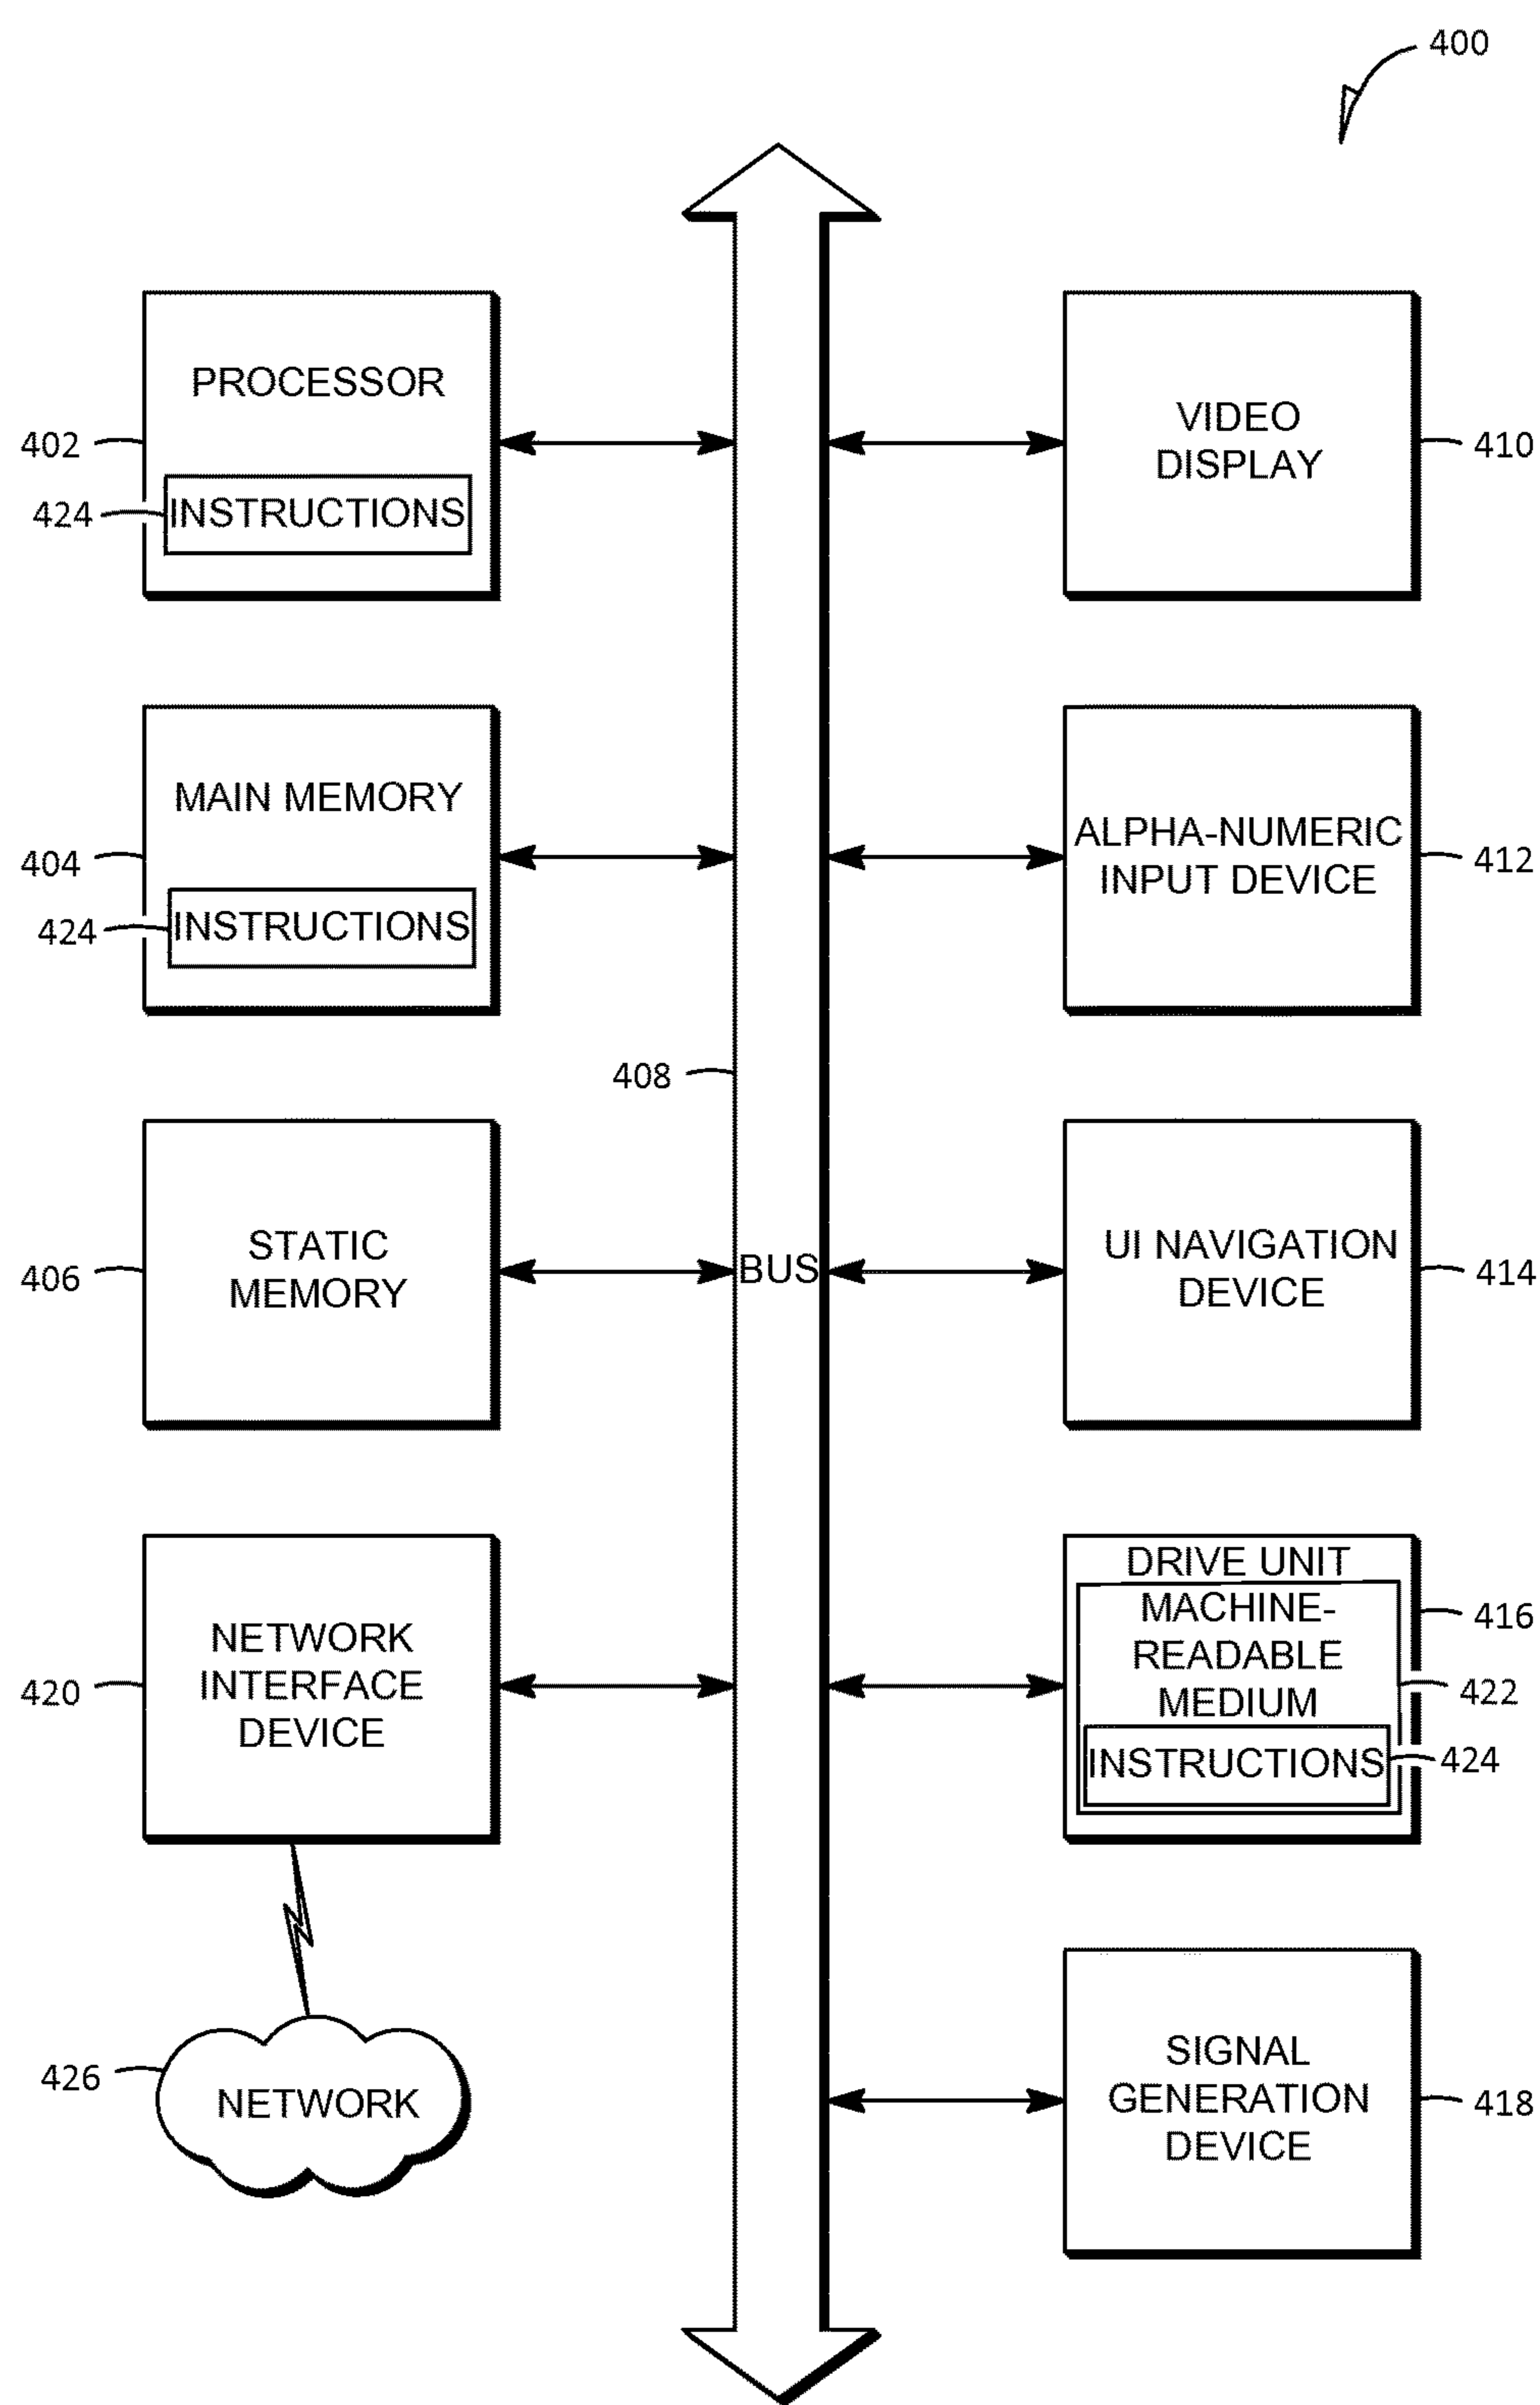 400
PROCESSOR
402
424
INSTRUCTIONS
VIDEO
DISPLAY
410
MAIN MEMORY
404
424
INSTRUCTIONS
ALPHA-NUMERIC
INPUT DEVICE
412
408
STATIC
MEMORY
406
BUS
UI NAVIGATION
DEVICE
414
NETWORK
INTERFACE
DEVICE
420
DRIVE UNIT
MACHINE-
READABLE
MEDIUM
416
422
INSTRUCTIONS
424
426
NETWORK
SIGNAL
GENERATION
DEVICE
418